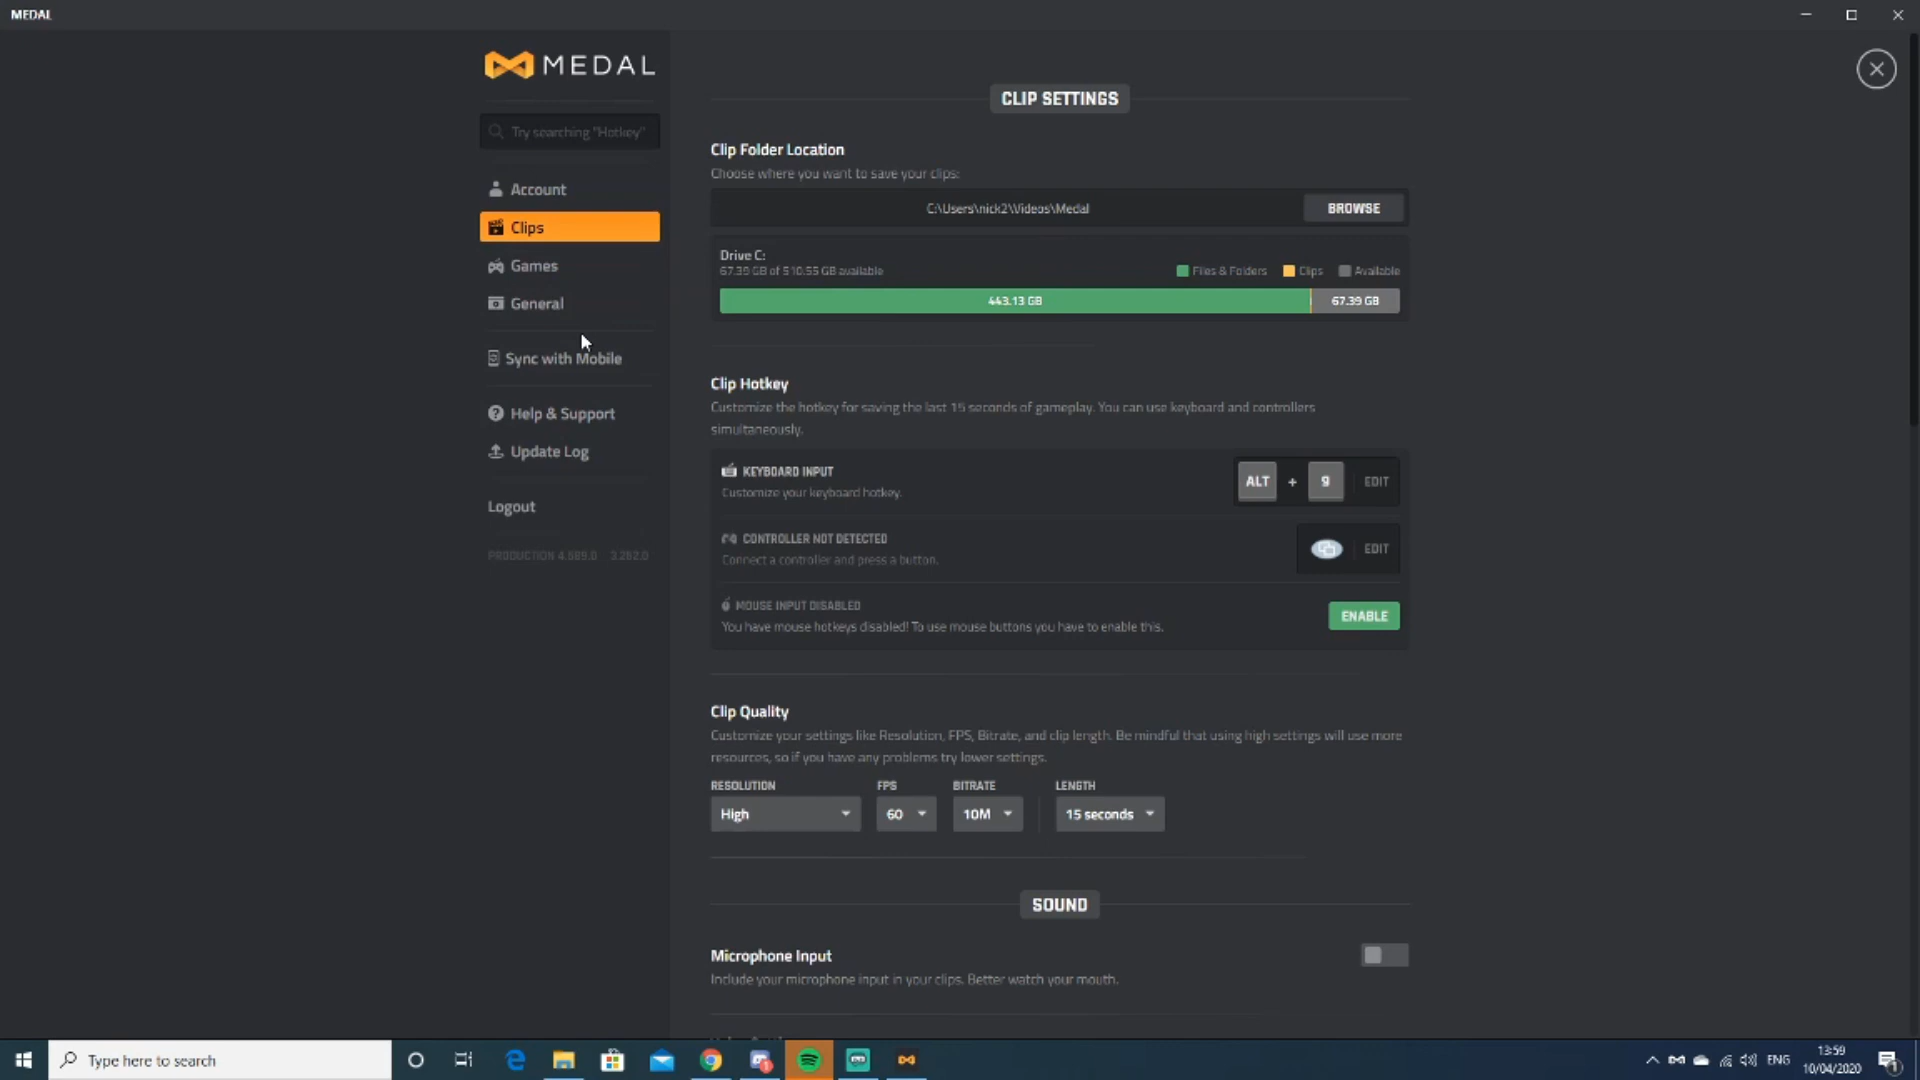 MEDAL
MEDAL
Try searching "Hotkey"
Account
Clips
Games
General
Sync with Mobile
Help & Support
Update Log
Logout
PRODUCTION 4.589.0 3.262.0
CLIP SETTINGS
Clip Folder Location
Choose where you want to save your clips:
C:\Users\nick2\Videos\Medal
BROWSE
Drive C:
67.39 GB of 510.55 GB available
Files & Folders Clips Available
443.13 GB 67.39 GB
Clip Hotkey
Customize the hotkey for saving the last 15 seconds of gameplay. You can use keyboard and controllers
simultaneously.
KEYBOARD INPUT
Customize your keyboard hotkey.
ALT + 9 EDIT
CONTROLLER NOT DETECTED
Connect a controller and press a button.
EDIT
MOUSE INPUT DISABLED
You have mouse hotkeys disabled! To use mouse buttons you have to enable this.
ENABLE
Clip Quality
Customize your settings like Resolution, FPS, Bitrate, and clip length. Be mindful that using high settings will use more
resources, so if you have any problems try lower settings.
RESOLUTION FPS BITRATE LENGTH
High 60 10M 15 seconds
SOUND
Microphone Input
Include your microphone input in your clips. Better watch your mouth.
Type here to search
ENG
13:59
10/04/2020